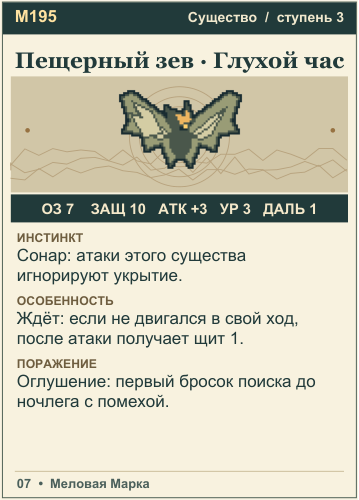 M195
Существо / ступень 3
Пещерный зев · Глухой час
ОЗ 7 ЗАЩ 10 АТК +3 УР 3 ДАЛЬ 1
ИНСТИНКТ
Сонар: атаки этого существа
игнорируют укрытие.
ОСОБЕННОСТЬ
Ждёт: если не двигался в свой ход,
после атаки получает щит 1.
ПОРАЖЕНИЕ
Оглушение: первый бросок поиска до
ночлега с помехой.
07 • Меловая Марка